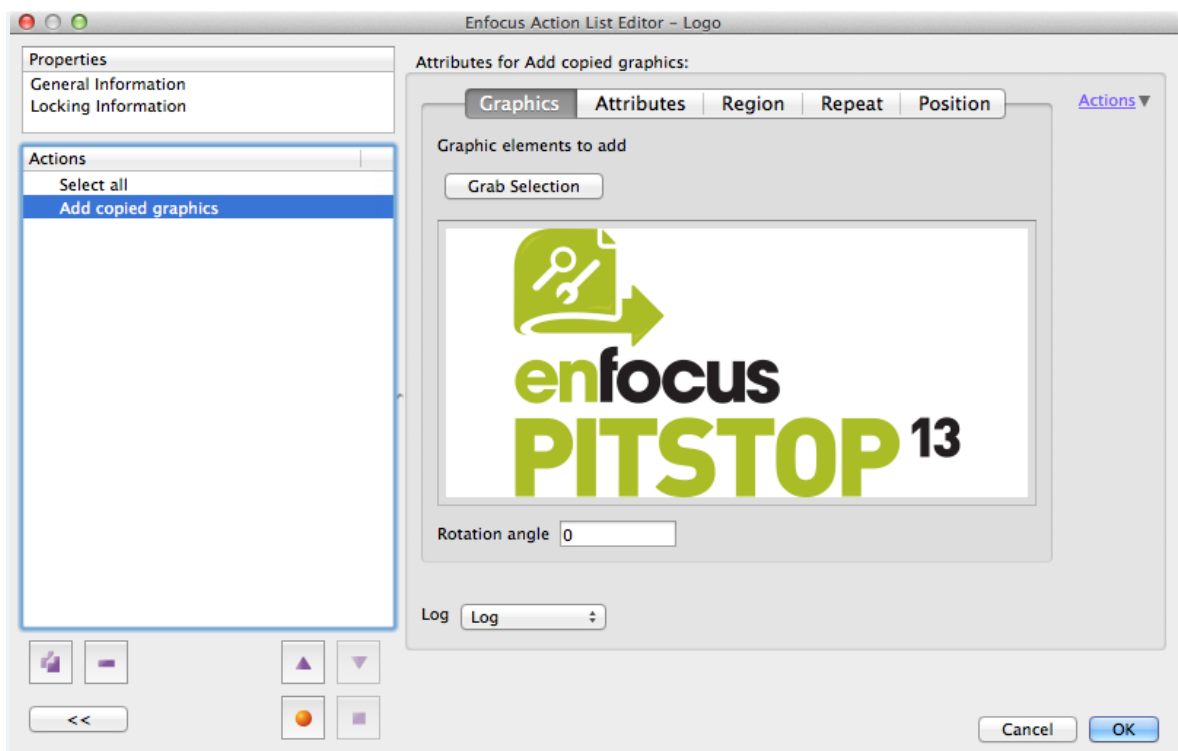 Enfocus Action List Editor – Logo
Properties
General Information
Locking Information
Actions
Select all
Add copied graphics
<<
Attributes for Add copied graphics:
Graphics Attributes Region Repeat Position
Actions▼
Graphic elements to add
Grab Selection
enfocus
PITSTOP 13
Rotation angle 0
Log Log
Cancel OK